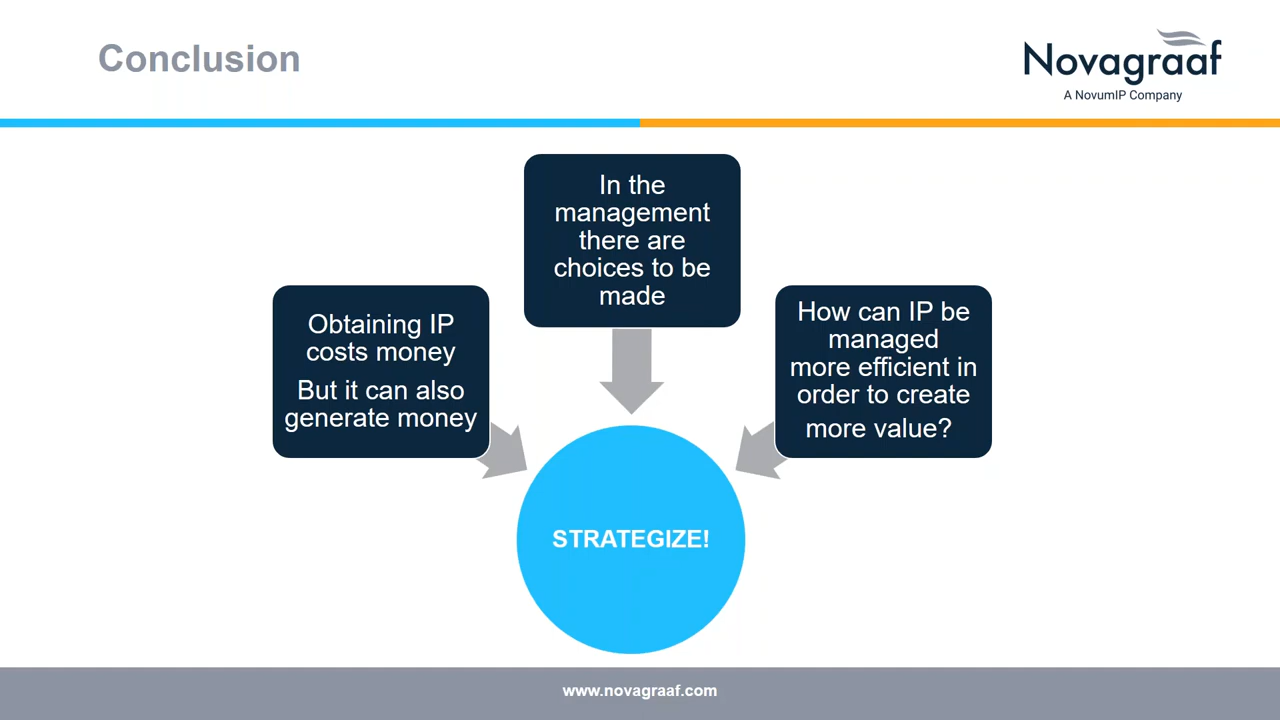 Conclusion
Novagraaf
A NovumIP Company
In the
management
there are
choices to be
made
Obtaining IP
costs money
But it can also
generate money
How can IP be
managed
more efficient in
order to create
more value?
STRATEGIZE!
www.novagraaf.com